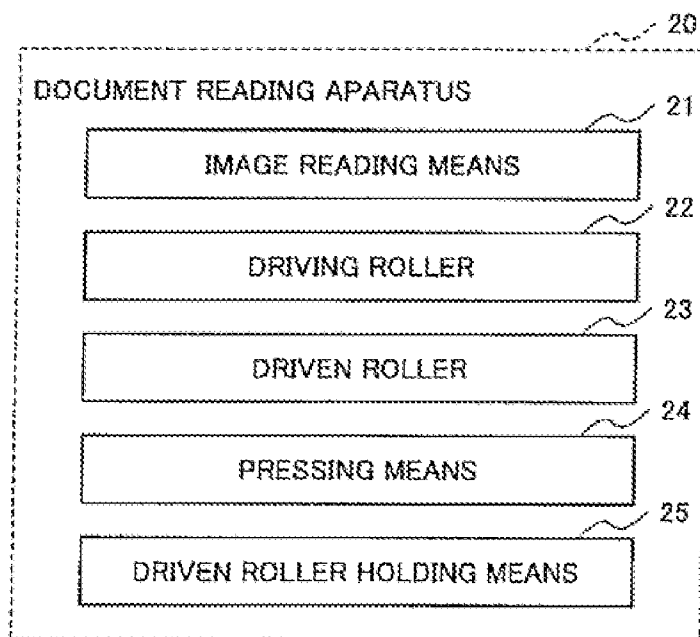 20
DOCUMENT READING APARATUS
21
IMAGE READING MEANS
22
DRIVING ROLLER
23
DRIVEN ROLLER
24
PRESSING MEANS
25
DRIVEN ROLLER HOLDING MEANS